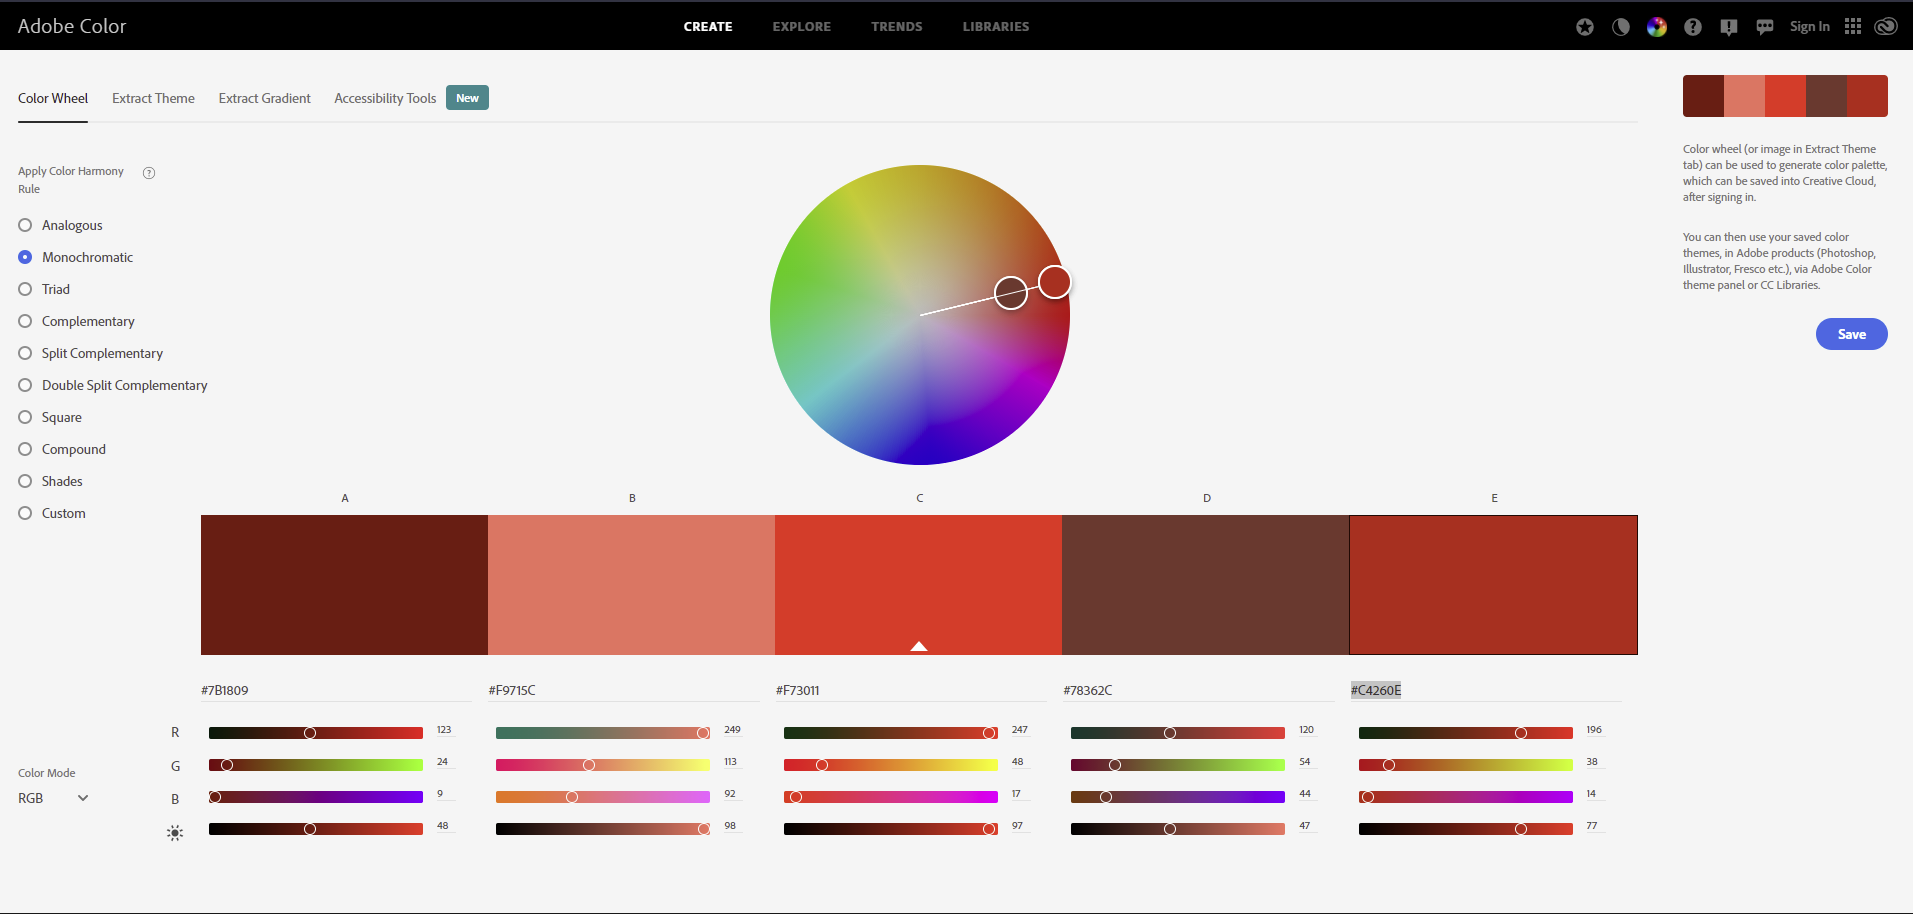 Adobe Color
CREATE
EXPLORE
TRENDS
LIBRARIES
Sign In
Color Wheel
Extract Theme
Extract Gradient
Accessibility Tools
New
Apply Color Harmony
Rule
Analogous
Monochromatic
Triad
Complementary
Split Complementary
Double Split Complementary
Square
Compound
Shades
Custom
Color wheel (or image in Extract Theme
tab) can be used to generate color palette,
which can be saved into Creative Cloud,
after signing in.
You can then use your saved color
themes, in Adobe products (Photoshop,
Illustrator, Fresco etc.), via Adobe Color
theme panel or CC Libraries.
Save
A B C D E
#7B1809 #F9715C #F73011 #78362C #C4260E
R 123 249 247 120 196
G 24 113 48 54 38
B 9 92 17 44 14
48 98 97 47 77
Color Mode
RGB